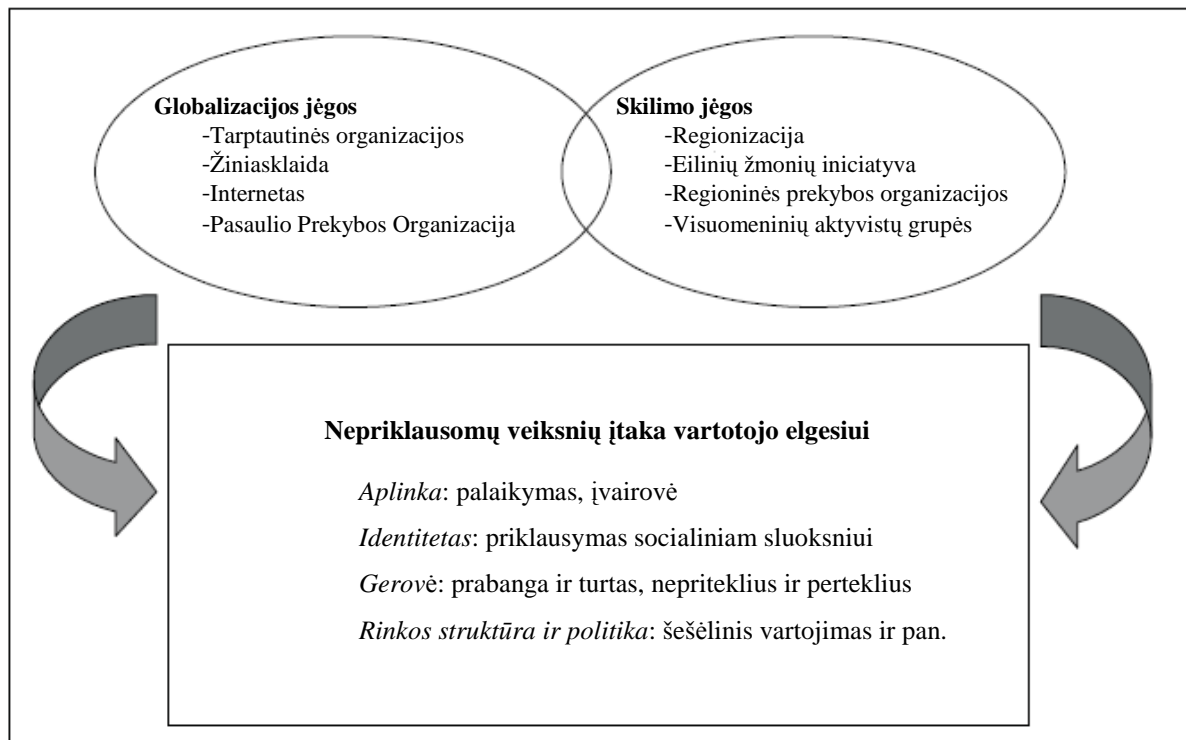 Globalizacijos jėgos
-Tarptautinės organizacijos
-Žiniasklaida
-Internetas
-Pasaulio Prekybos Organizacija
Skilimo jėgos
-Regionizacija
-Eilinių žmonių iniciatyva
-Regioninės prekybos organizacijos
-Visuomeninių aktyvistų grupės
Nepriklausomų veiksnių įtaka vartotojo elgesiui
Aplinka: palaikymas, įvairovė
Identitetas: priklausymas socialiniam sluoksniui
Gerovė: prabanga ir turtas, nepriteklius ir perteklius
Rinkos struktūra ir politika: šešėlinis vartojimas ir pan.